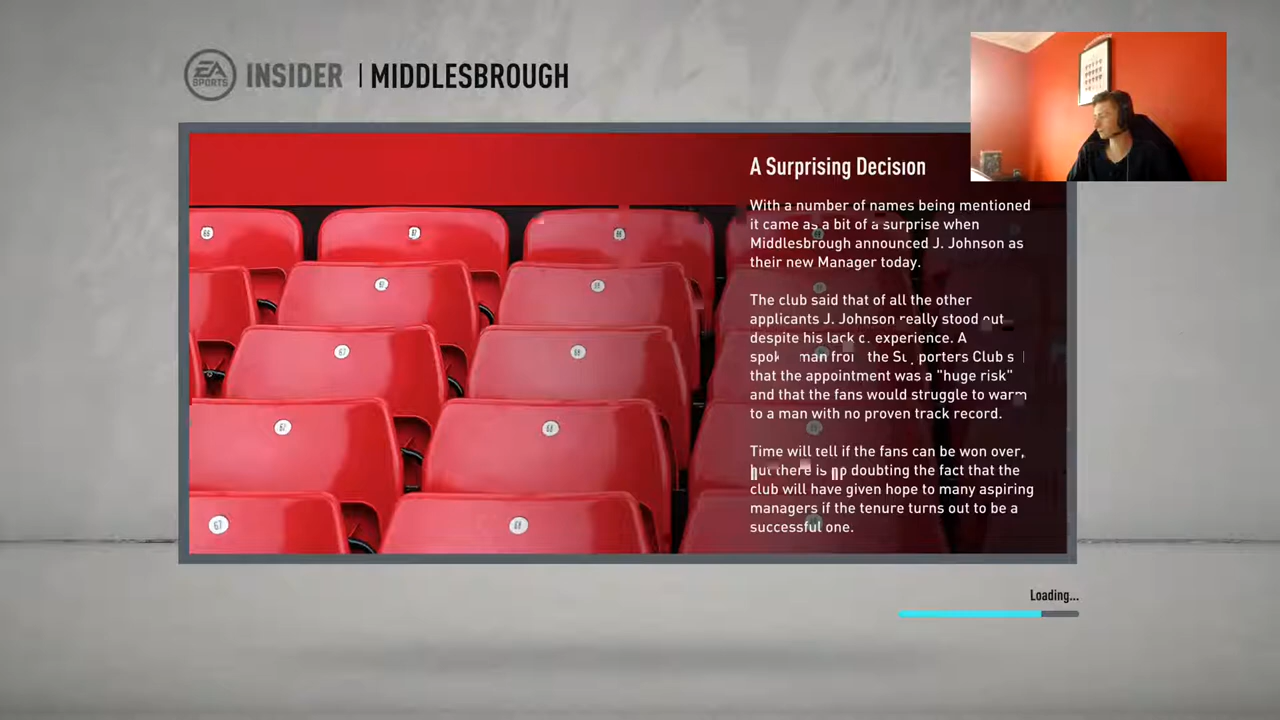 EA
SPORTS
INSIDER | MIDDLESBROUGH
A Surprising Decision
With a number of names being mentioned
it came as a bit of a surprise when
Middlesbrough announced J. Johnson as
their new Manager today.
The club said that of all the other
applicants J. Johnson really stood out
despite his lack experience. A
from the Supporters Club
that the appointment was a "huge risk"
and that the fans would struggle to warm
to a man with no proven track record.
Time will tell if the fans can be won over,
but there is no doubting the fact that the
club will have given hope to many aspiring
managers if the tenure turns out to be a
successful one.
Loading...
67
67
67